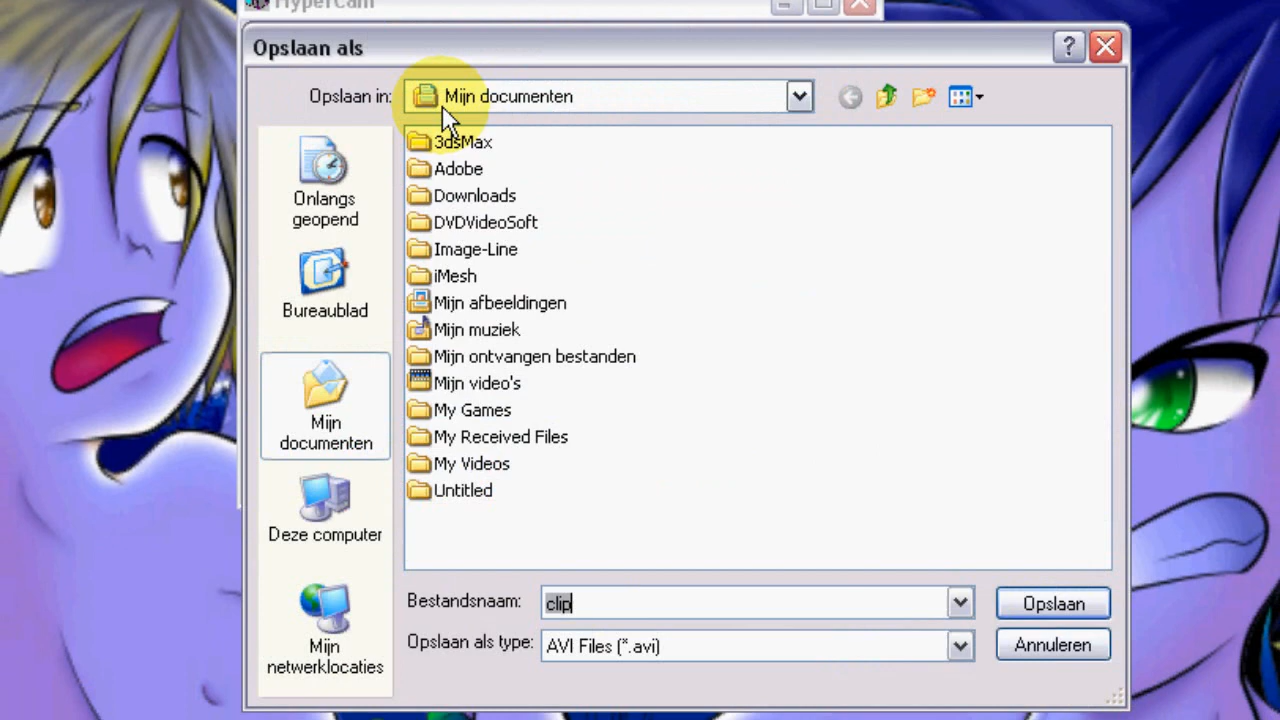 HyperCam
Opslaan als
Opslaan in:
Mijn documenten
Onlangs
geopend
Bureaublad
Mijn
documenten
Deze computer
Mijn
netwerklocaties
3dsMax
Adobe
Downloads
DVDVideoSoft
Image-Line
iMesh
Mijn afbeeldingen
Mijn muziek
Mijn ontvangen bestanden
Mijn video's
My Games
My Received Files
My Videos
Untitled
Bestandsnaam:
clip
Opslaan
Opslaan als type:
AVI Files (*.avi)
Annuleren